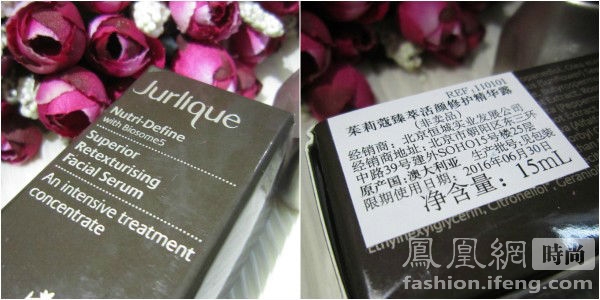 Jurlique
Nutri-Define
with Biosome5
Superior
Retexturising
Facial Serum
An intensive treatment
concentrate
REF: 110101
茱莉蔻臻萃活颜修护精华露
(非卖品)
经销商：北京恒城实业发展公司
经销商地址：北京市朝阳区东三环
中路39号建外SOHO15号楼25层
原产国：澳大利亚 生产批号:见包装
限期使用日期：2016年06月30日
净含量：15mL
Ethylhexylglycerin, Citronellol, Geraniol
鳳凰網 時尚
fashion.ifeng.com